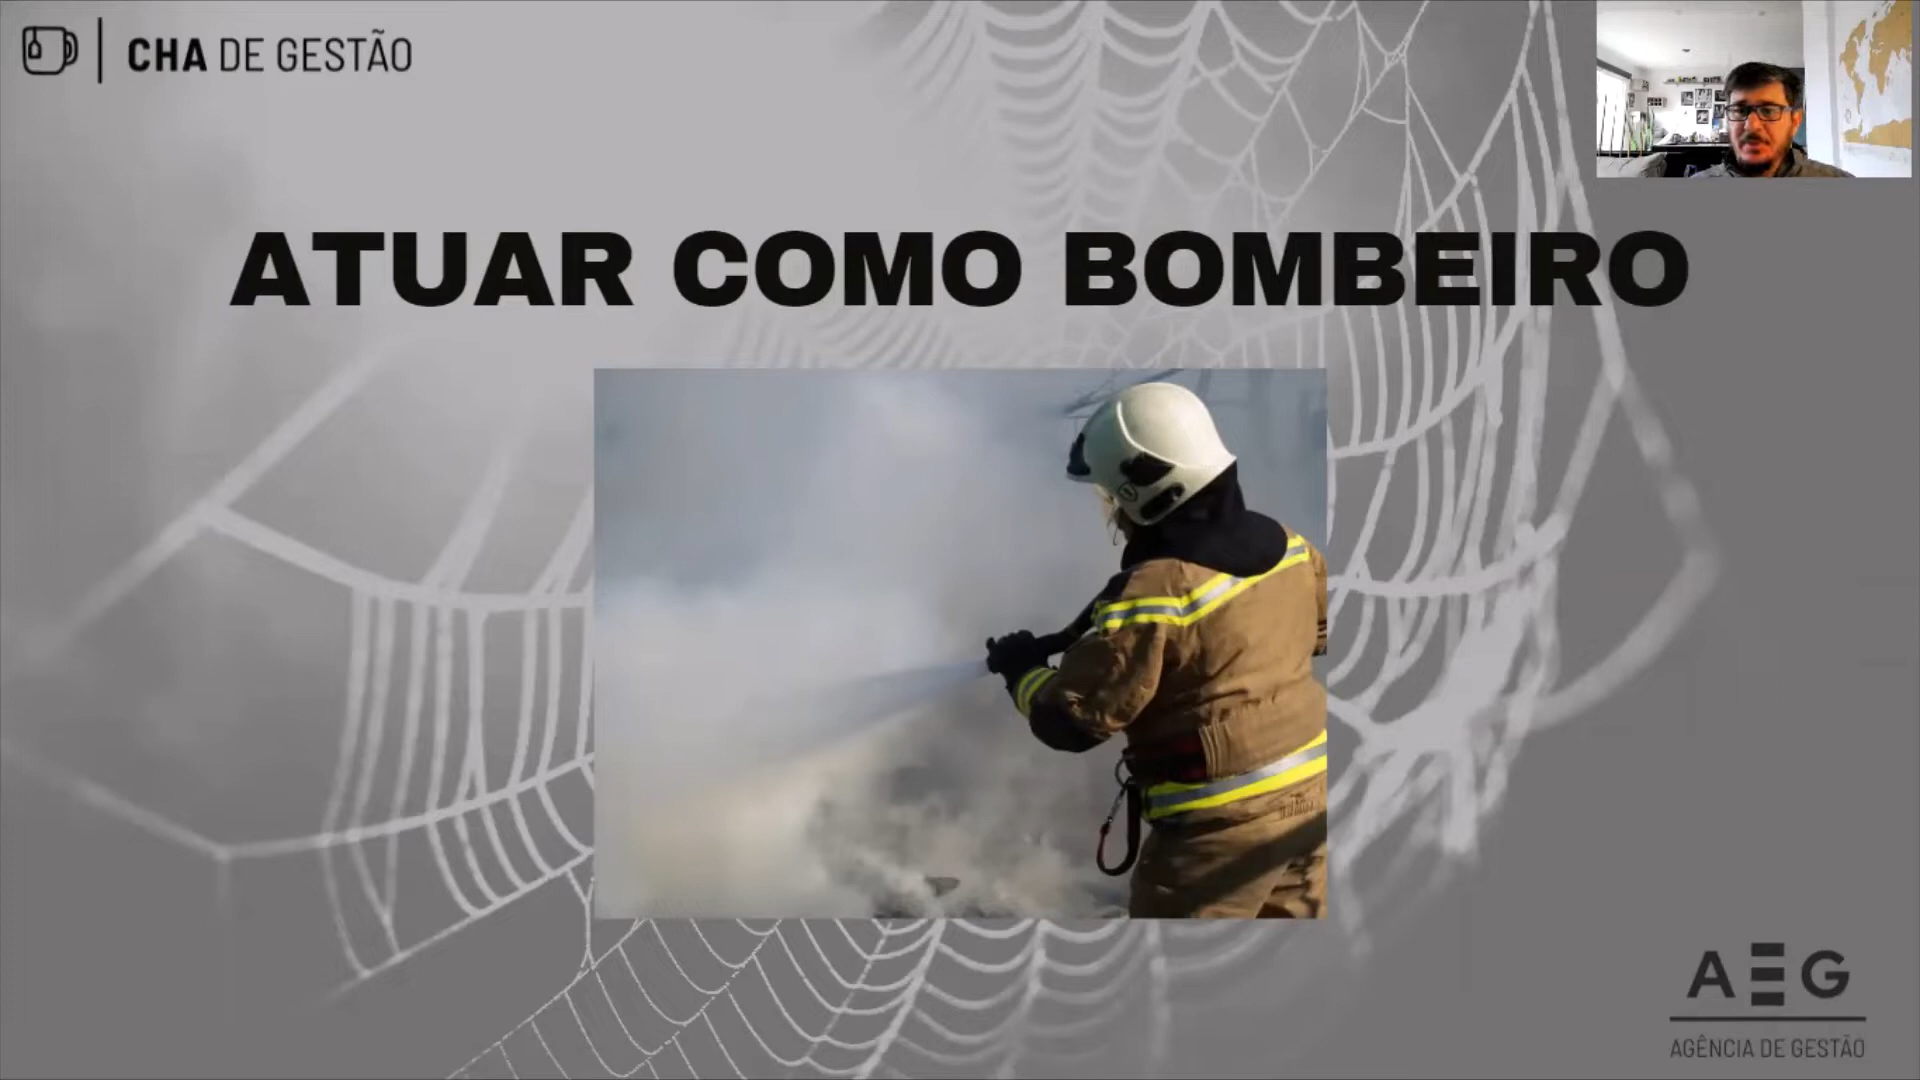 CHA DE GESTÃO
ATUAR COMO BOMBEIRO
AEG
AGÊNCIA DE GESTÃO